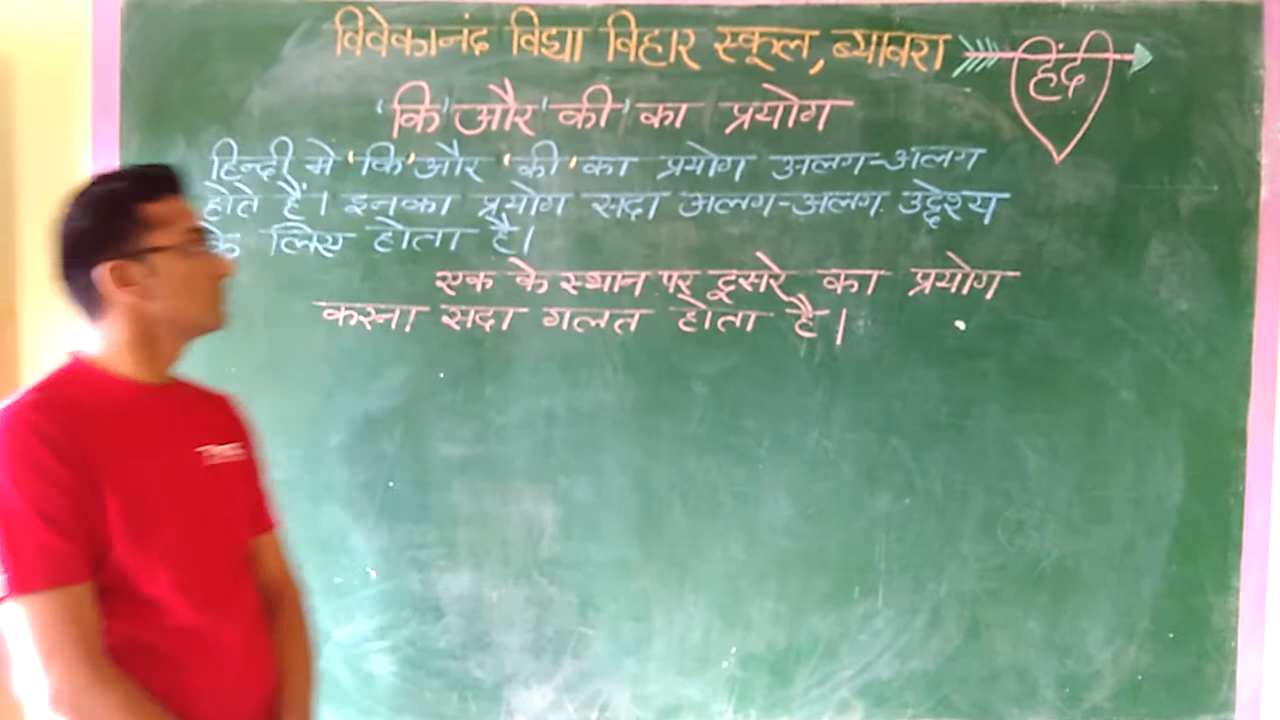 विवेकानंद विद्या विहार स्कूल, ब्यावरा
हिंदी
'कि' और 'की' का प्रयोग
हिन्दी में 'कि' और 'की' का प्रयोग अलग-अलग
होते हैं। इनका प्रयोग सदा अलग-अलग उद्देश्य
के लिए होता है।
एक के स्थान पर दूसरे का प्रयोग
करना सदा गलत होता है।